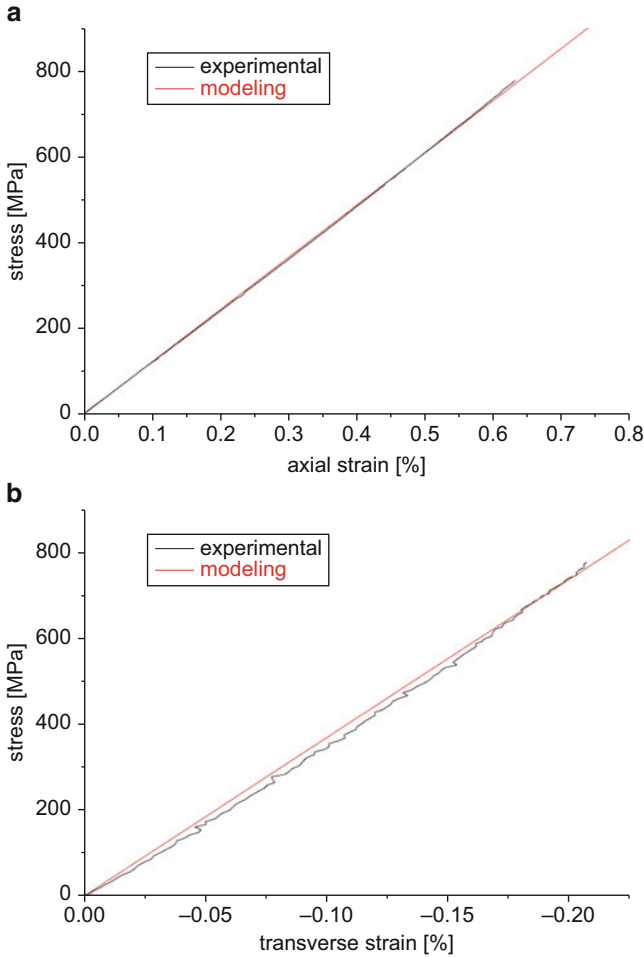 a
experimental
modeling
stress [MPa]
800
600
400
200
0
0.0 0.1 0.2 0.3 0.4 0.5 0.6 0.7 0.8
axial strain [%]
b
experimental
modeling
stress [MPa]
800
600
400
200
0
0.00 –0.05 –0.10 –0.15 –0.20
transverse strain [%]